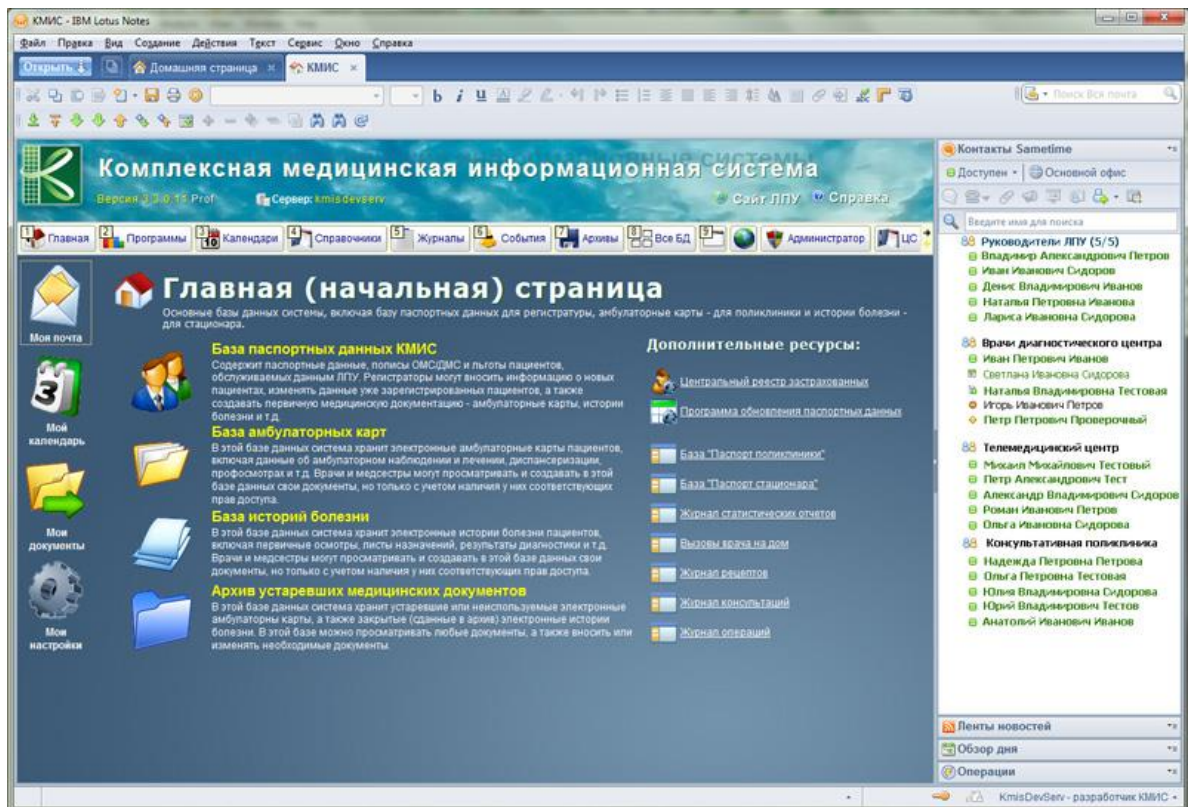 КМИС - IBM Lotus Notes
Файл Правка Вид Создание Действия Текст Сервис Окно Справка
Открыть Домашняя страница КМИС
Поиск Вся почта
Комплексная медицинская информационная система
Версия 3.3.0.11 Prof Сервер: kmisdevserv Сайт ЛПУ Справка
1 Главная 2 Программы 3 Календари 4 Справочники 5 Журналы 6 События 7 Архивы 8 Все БД 9 Администратор ЦС
Моя почта
Мой календарь
Мои документы
Мои настройки
Главная (начальная) страница
Основные базы данных системы, включая базу паспортных данных для регистратуры, амбулаторные карты - для поликлиники и истории болезни -
для стационара.
База паспортных данных КМИС
Содержит паспортные данные, полисы ОМС/ДМС и льготы пациентов,
обслуживаемых данным ЛПУ. Регистраторы могут вносить информацию о новых
пациентах, изменять данные уже зарегистрированных пациентов, а также
создавать первичную медицинскую документацию - амбулаторные карты, истории
болезни и т.д.
База амбулаторных карт
В этой базе данных система хранит электронные амбулаторные карты пациентов,
включая данные об амбулаторном наблюдении и лечении, диспансеризации,
профосмотрах и т.д. Врачи и медсестры могут просматривать и создавать в этой
базе данных свои документы, но только с учетом наличия у них соответствующих
прав доступа.
База историй болезни
В этой базе данных система хранит электронные истории болезни пациентов,
включая первичные осмотры, листы назначений, результаты диагностики и т.д.
Врачи и медсестры могут просматривать и создавать в этой базе данных свои
документы, но только с учетом наличия у них соответствующих прав доступа.
Архив устаревших медицинских документов
В этой базе данных система хранит устаревшие или неиспользуемые электронные
амбулаторны карты, а также закрытые (сданные в архив) электронные истории
болезни. В этой базе можно просматривать любые документы, а также вносить или
изменять необходимые документы.
Дополнительные ресурсы:
Центральный реестр застрахованных
Программа обновления паспортных данных
База "Паспорт поликлиники"
База "Паспорт стационара"
Журнал статистических отчетов
Вызовы врача на дом
Журнал рецептов
Журнал консультаций
Журнал операций
Контакты Sametime
Доступен Основной офис
Введите имя для поиска
Руководители ЛПУ (5/5)
Владимир Александрович Петров
Иван Иванович Сидоров
Денис Владимирович Иванов
Наталья Петровна Иванова
Лариса Ивановна Сидорова
Врачи диагностического центра
Иван Петрович Иванов
Светлана Ивановна Сидорова
Наталья Владимировна Тестовая
Игорь Иванович Петров
Петр Петрович Проверочный
Телемедицинский центр
Михаил Михайлович Тестовый
Петр Александрович Тест
Александр Владимирович Сидоров
Роман Иванович Петров
Ольга Ивановна Сидорова
Консультативная поликлиника
Надежда Петровна Петрова
Ольга Петровна Тестовая
Юлия Владимировна Сидорова
Юрий Владимирович Тестов
Анатолий Иванович Иванов
Ленты новостей
Обзор дня
Операции
KmisDevServ - разработчик КМИС